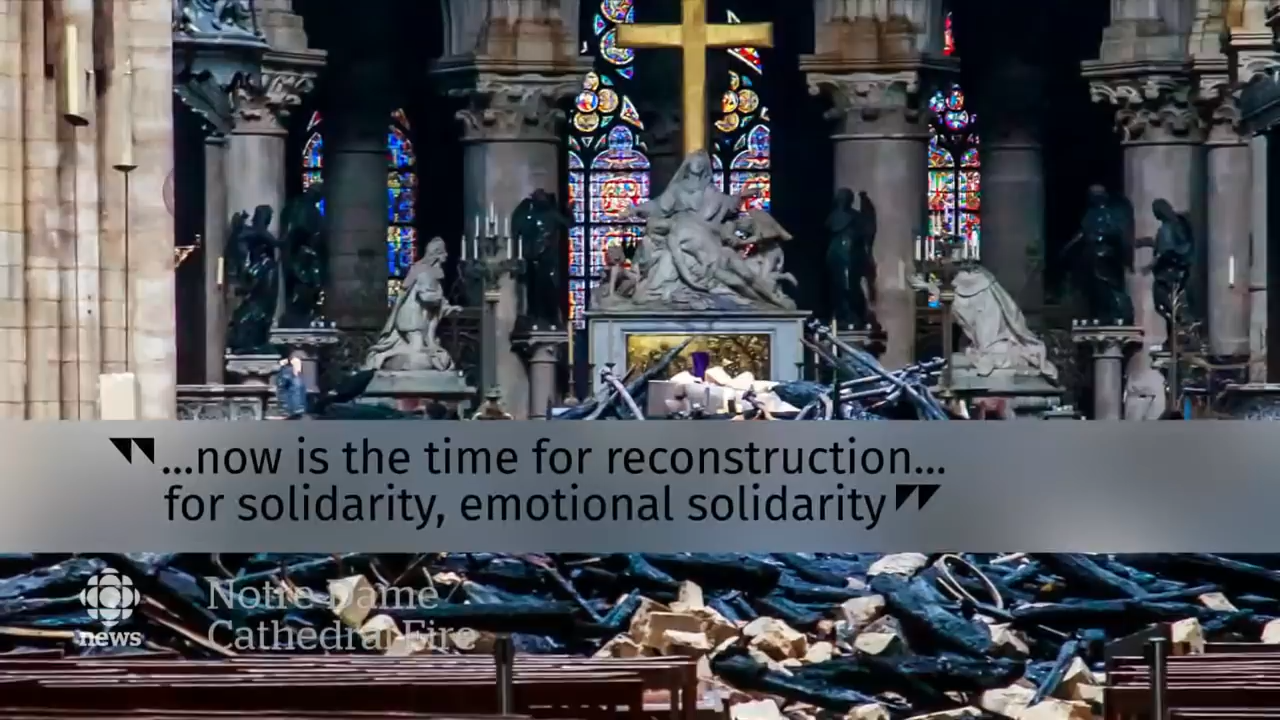 ...now is the time for reconstruction...
for solidarity, emotional solidarity
news
Notre Dame
Cathedral Fire